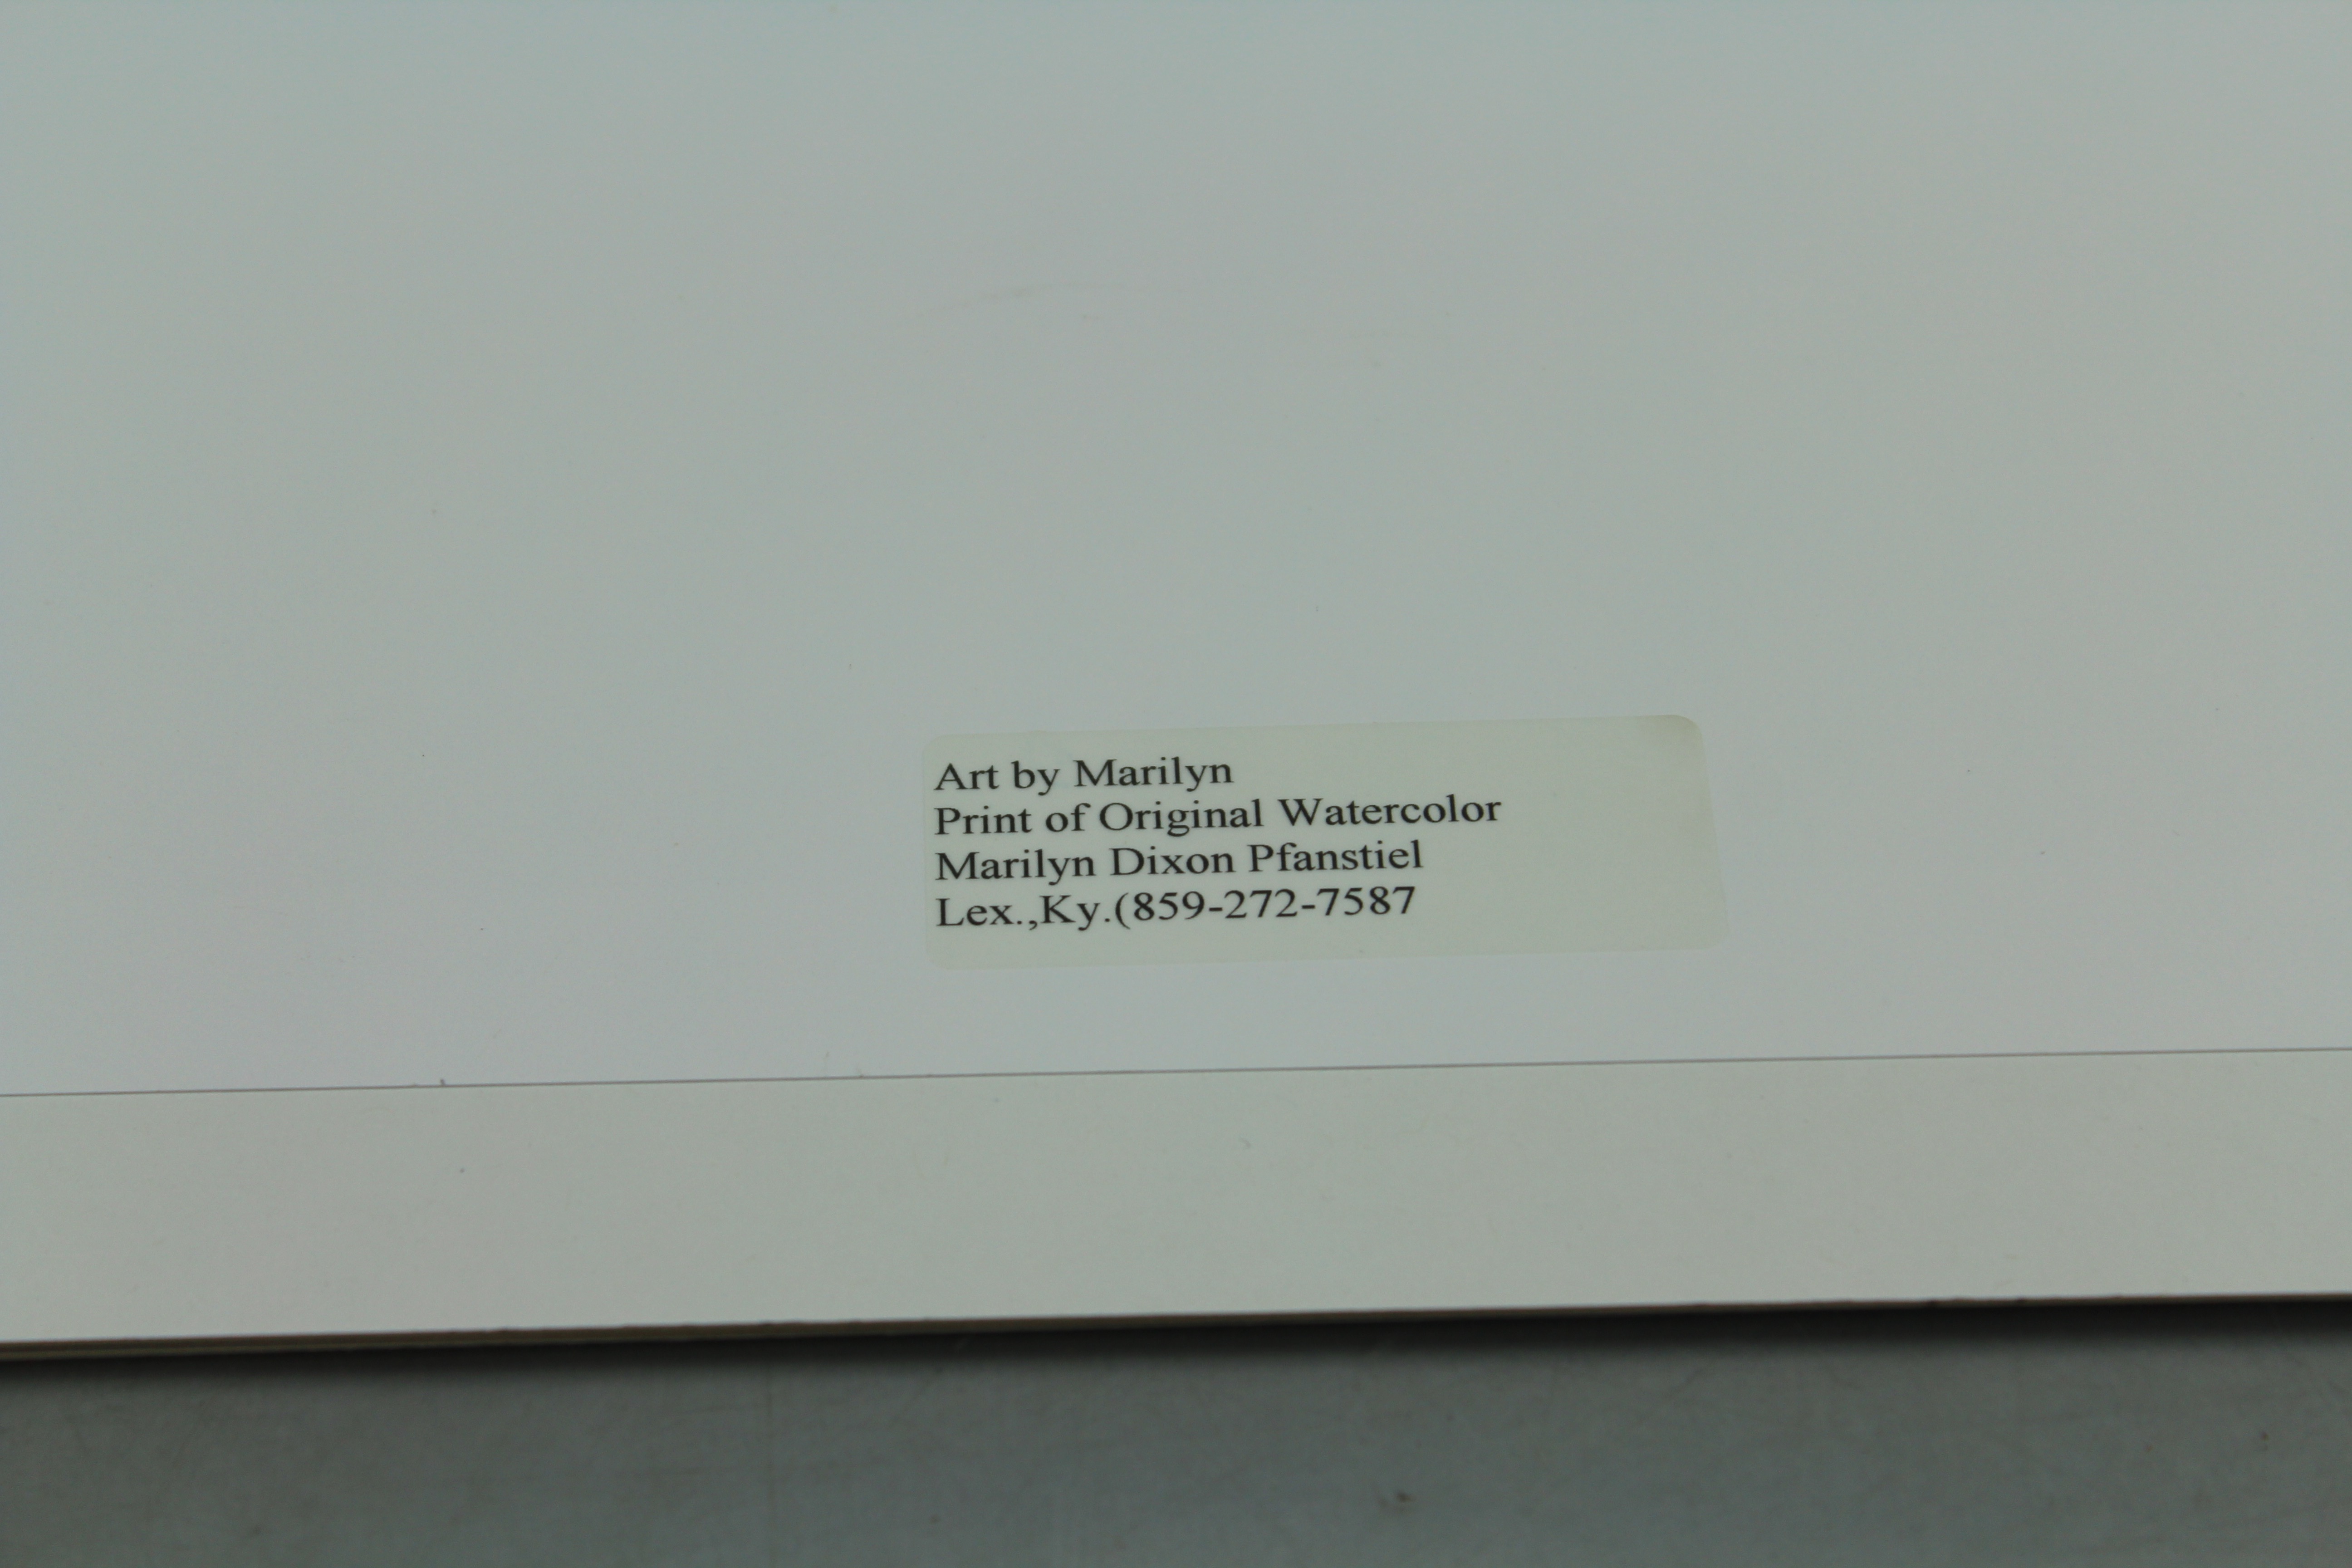 Art by Marilyn
Print of Original Watercolor
Marilyn Dixon Pfanstiel
Lex.,Ky.(859-272-7587